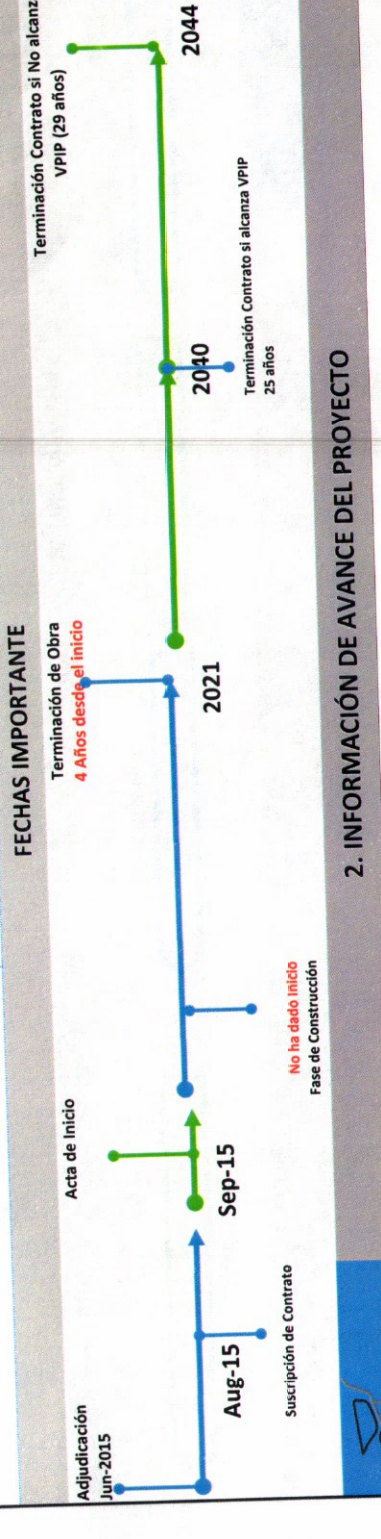 FECHAS IMPORTANTE
Adjudicación
Jun-2015
Aug-15
Suscripción de Contrato
Acta de Inicio
Sep-15
No ha dado Inicio
Fase de Construcción
Terminación de Obra
4 Años desde el inicio
2021
2040
Terminación Contrato si alcanza VPIP
25 años
Terminación Contrato si No alcanz
VPIP (29 años)
2044
2. INFORMACIÓN DE AVANCE DEL PROYECTO